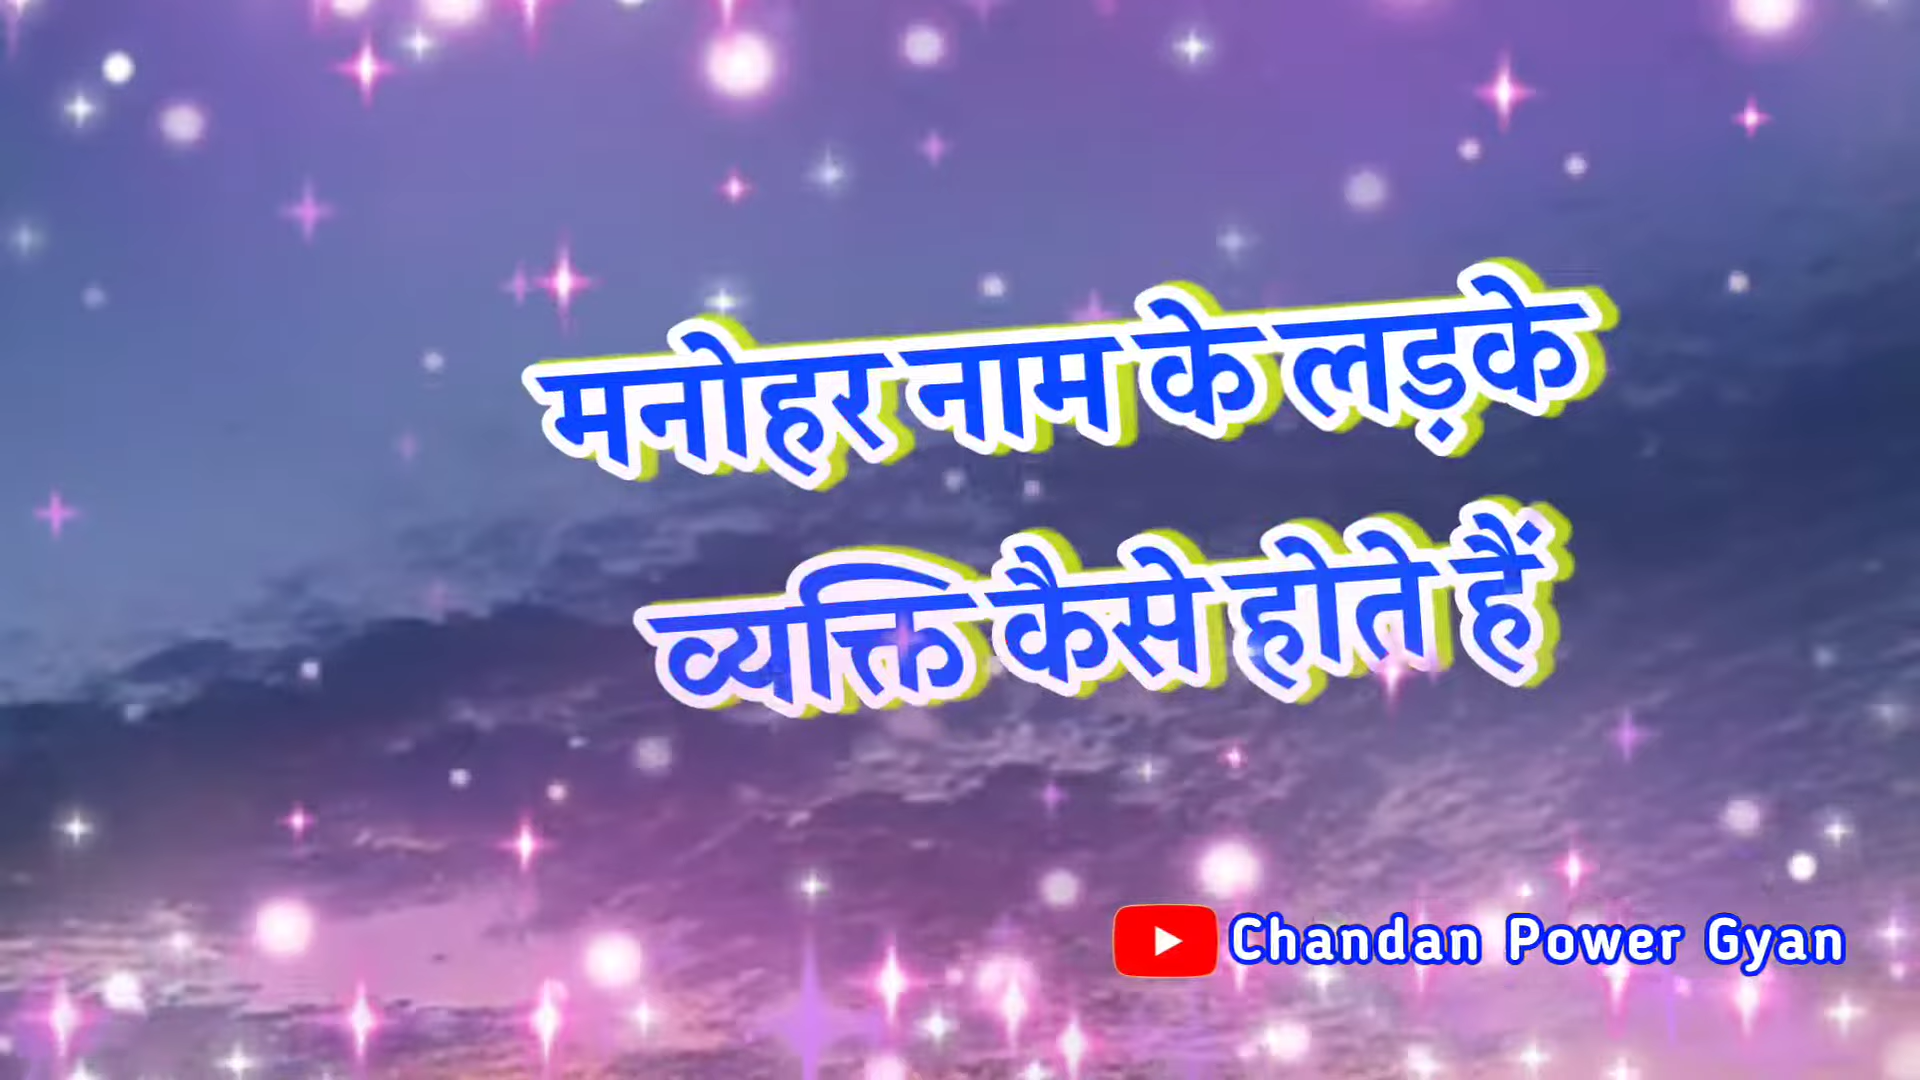 मनोहर नाम के लड़के
व्यक्ति कैसे होते हैं
Chandan Power Gyan